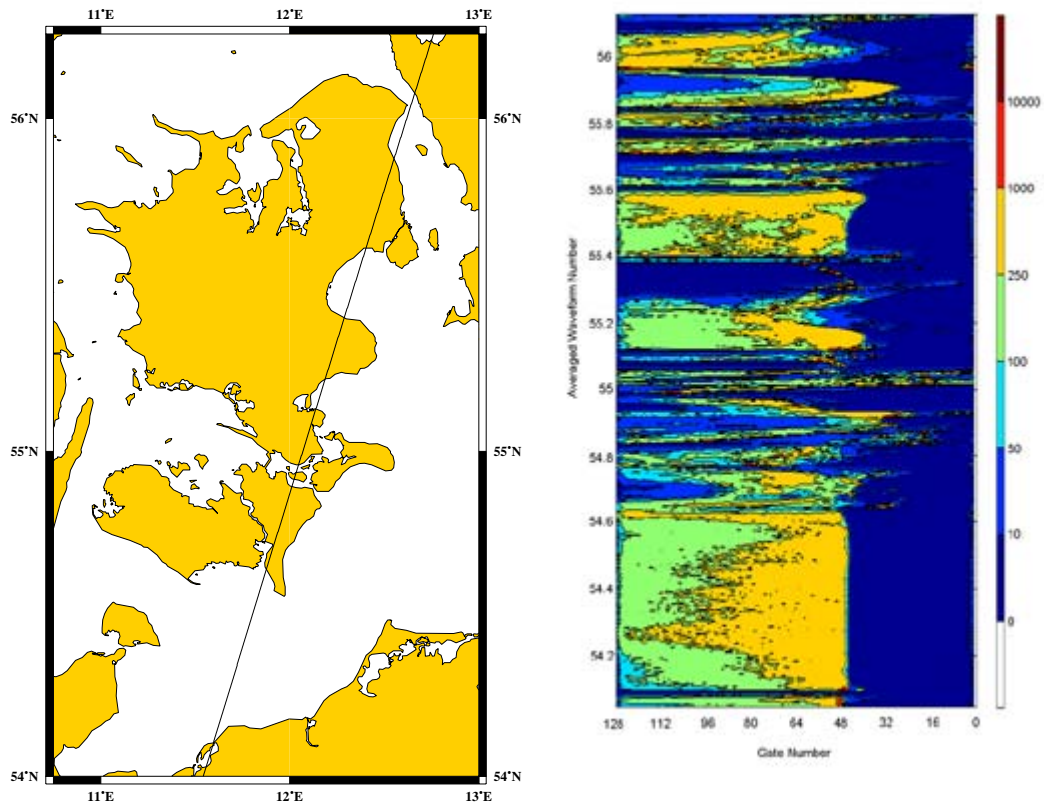 11˚E 12˚E 13˚E
56˚N 56˚N
55˚N 55˚N
54˚N 54˚N
11˚E 12˚E 13˚E
Averaged Waveform Number
56
55.8
55.6
55.4
55.2
55
54.8
54.6
54.4
54.2
128 112 96 80 64 48 32 16 0
Gate Number
10000
1000
250
100
50
10
0